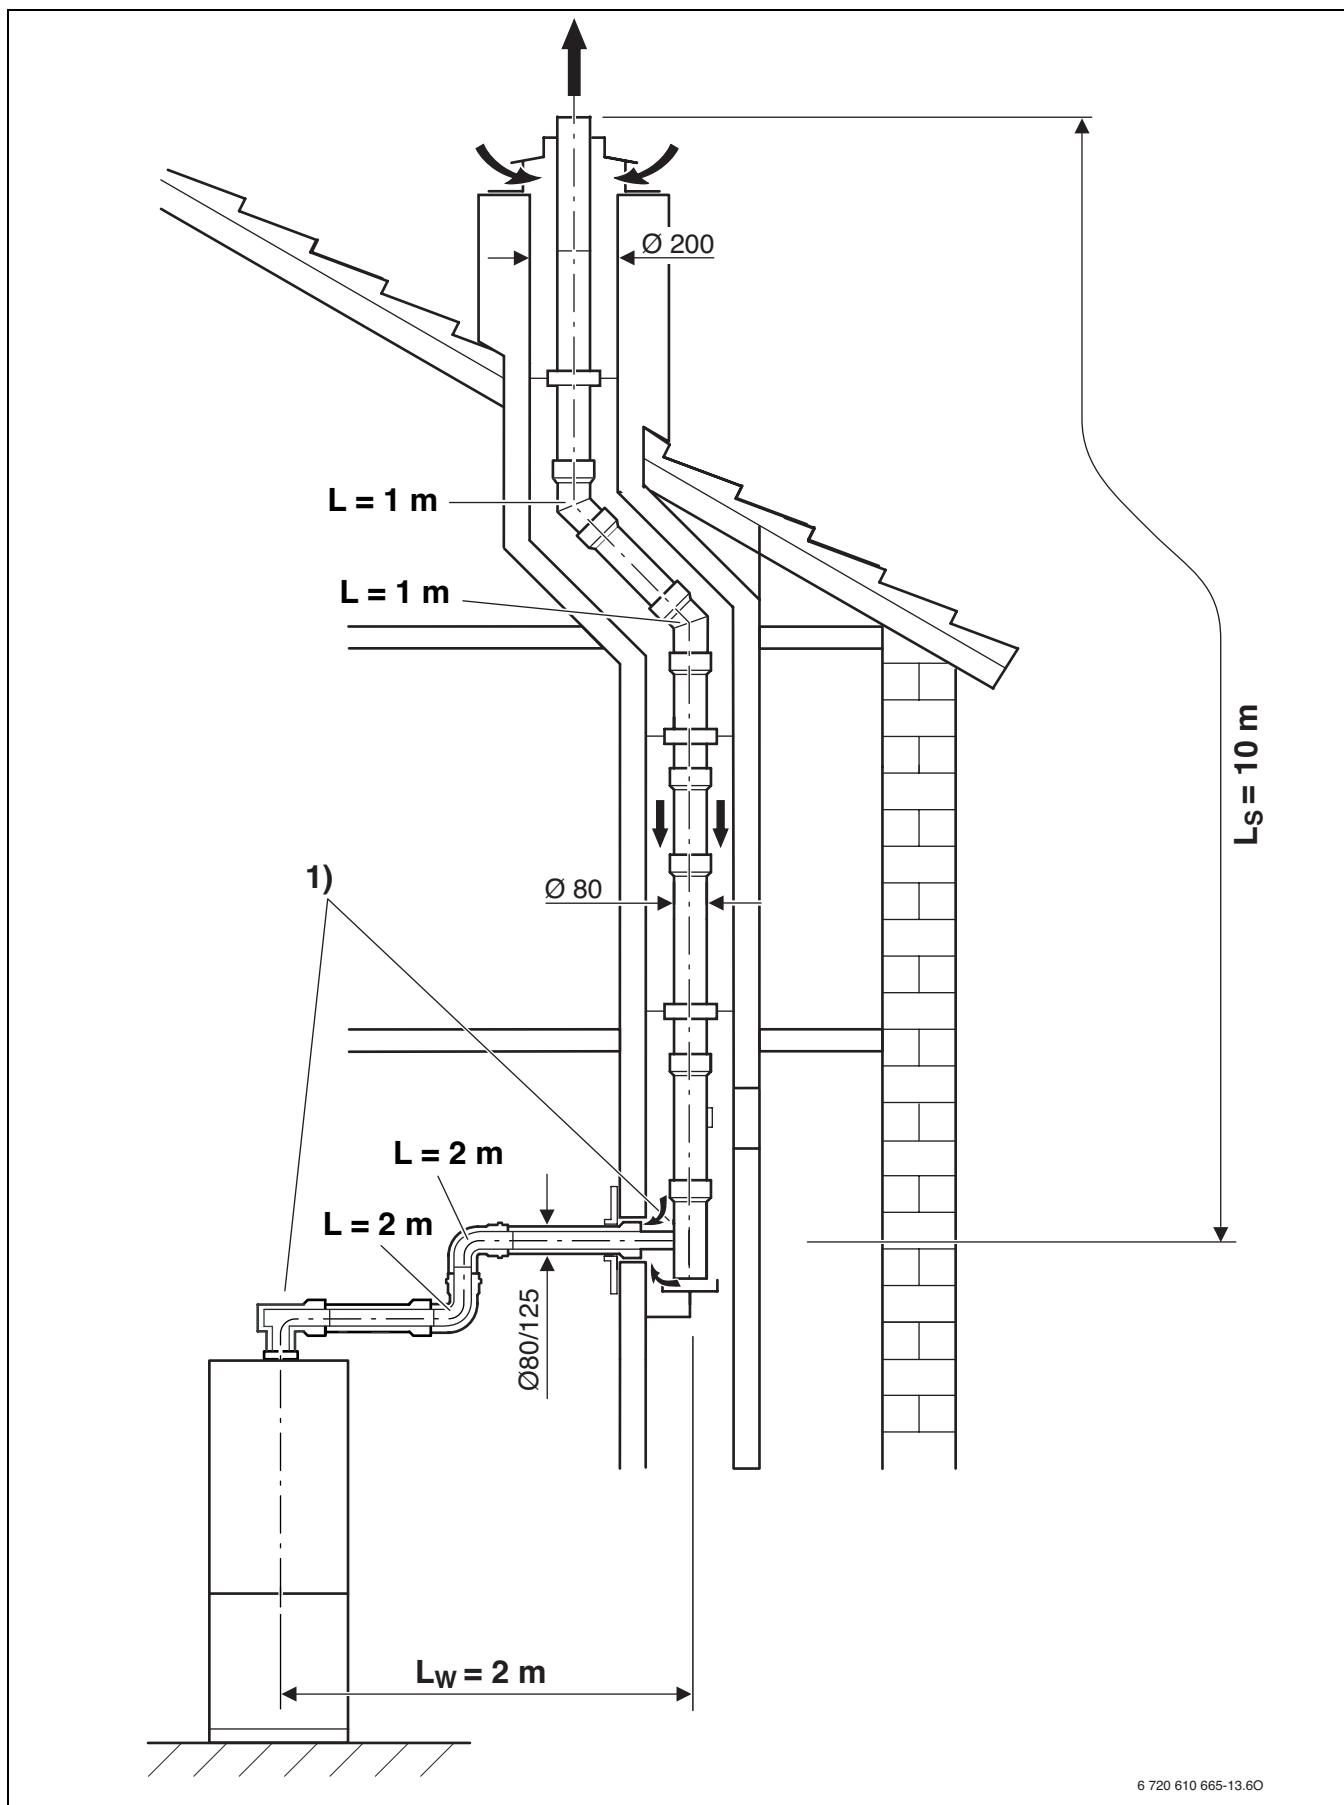 Ø 200
L = 1 m
L = 1 m
LS = 10 m
1)
Ø 80
L = 2 m
L = 2 m
Ø80/125
LW = 2 m
6 720 610 665-13.6O